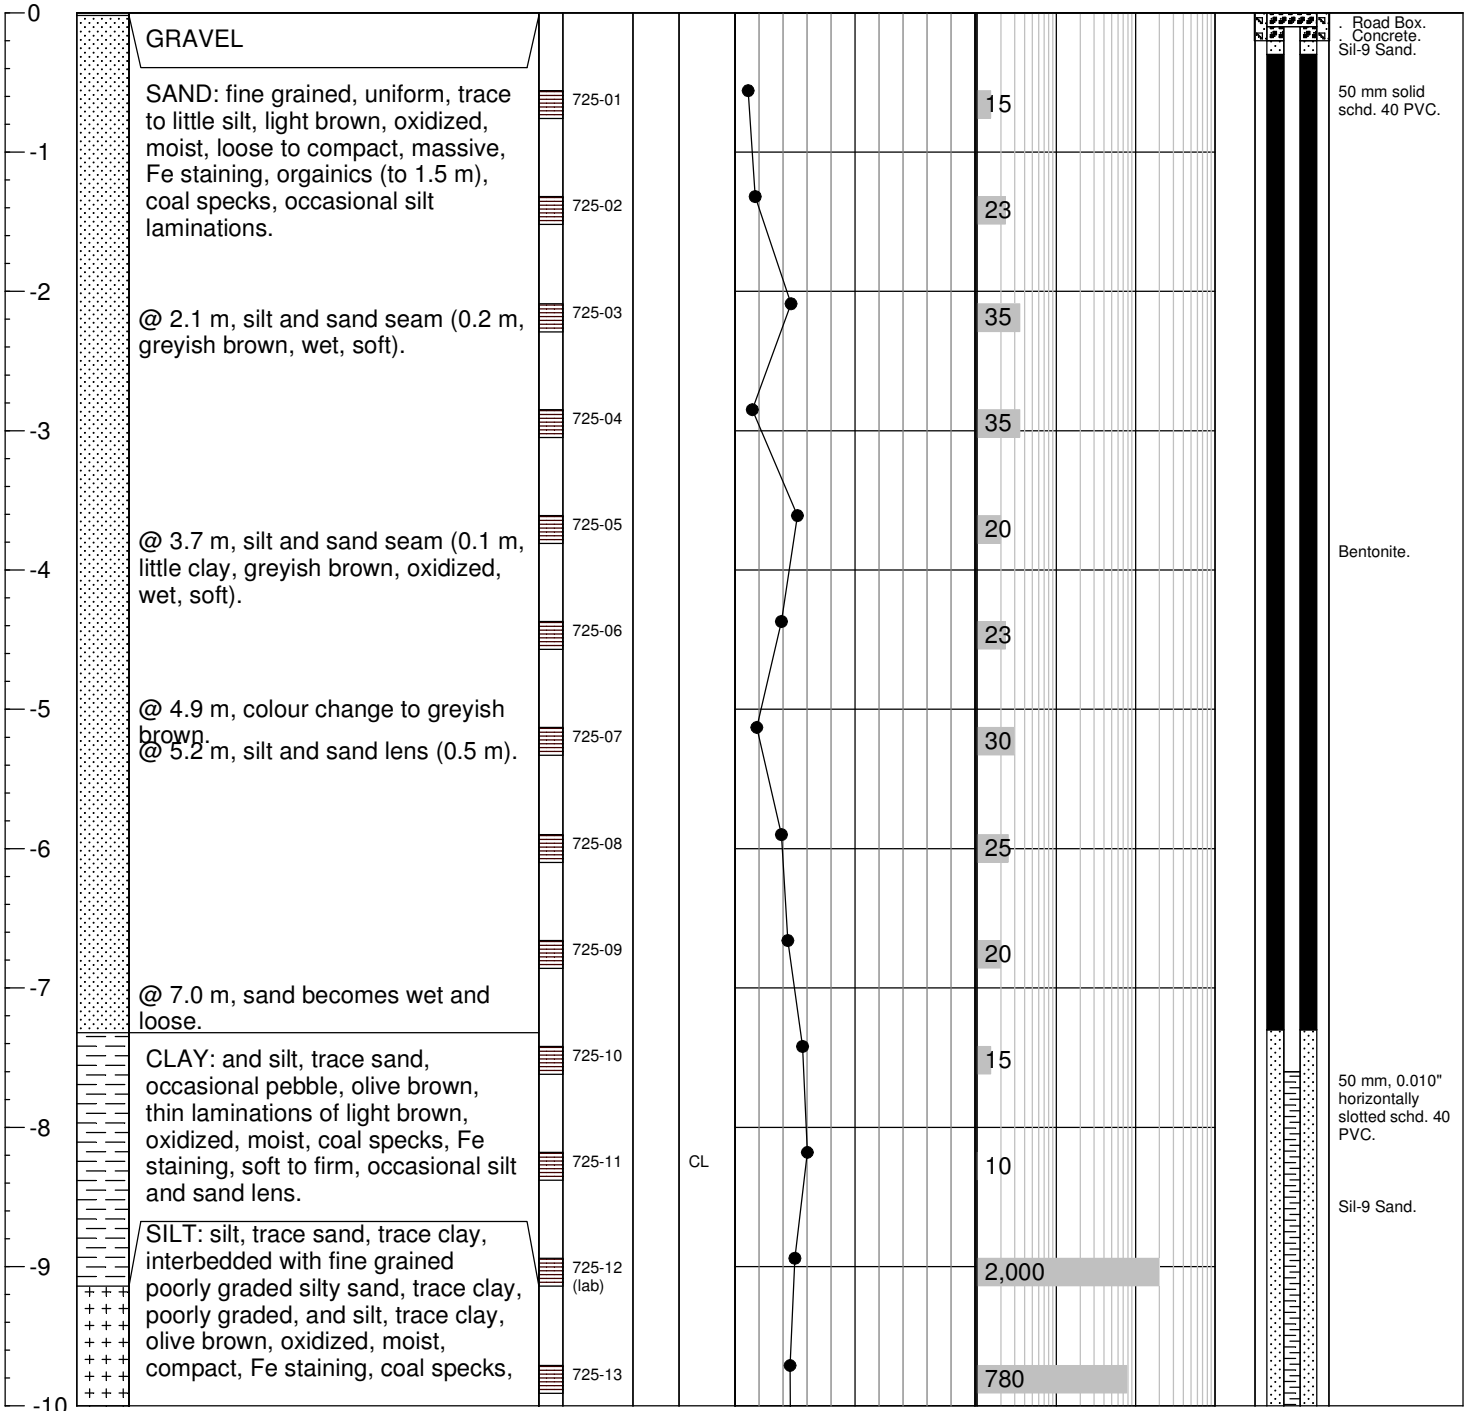 0
GRAVEL
. Road Box.
. Concrete.
Sil-9 Sand.
SAND: fine grained, uniform, trace
to little silt, light brown, oxidized,
moist, loose to compact, massive,
Fe staining, orgainics (to 1.5 m),
coal specks, occasional silt
laminations.
725-01
15
50 mm solid
schd. 40 PVC.
-1
725-02
23
-2
@ 2.1 m, silt and sand seam (0.2 m,
greyish brown, wet, soft).
725-03
35
725-04
35
-3
@ 3.7 m, silt and sand seam (0.1 m,
little clay, greyish brown, oxidized,
wet, soft).
725-05
20
Bentonite.
-4
725-06
23
-5
@ 4.9 m, colour change to greyish
brown.
@ 5.2 m, silt and sand lens (0.5 m).
725-07
30
725-08
25
-6
725-09
20
-7
@ 7.0 m, sand becomes wet and
loose.
CLAY: and silt, trace sand,
occasional pebble, olive brown,
thin laminations of light brown,
oxidized, moist, coal specks, Fe
staining, soft to firm, occasional silt
and sand lens.
725-10
15
50 mm, 0.010"
horizontally
slotted schd. 40
PVC.
-8
725-11
CL
10
Sil-9 Sand.
SILT: silt, trace sand, trace clay,
interbedded with fine grained
poorly graded silty sand, trace clay,
poorly graded, and silt, trace clay,
olive brown, oxidized, moist,
compact, Fe staining, coal specks,
-9
725-12
(lab)
2,000
725-13
780
-10